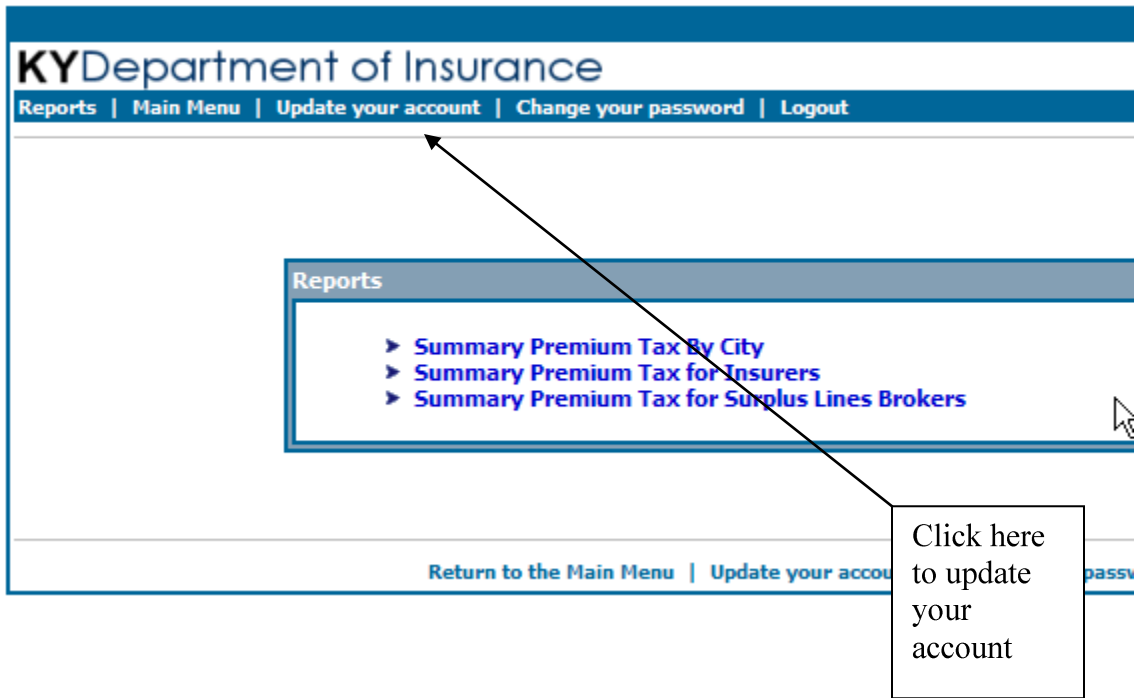 KYDepartment of Insurance
Reports | Main Menu | Update your account | Change your password | Logout
Reports
Summary Premium Tax By City
Summary Premium Tax for Insurers
Summary Premium Tax for Surplus Lines Brokers
Return to the Main Menu | Update your
Click here
to update
your
account